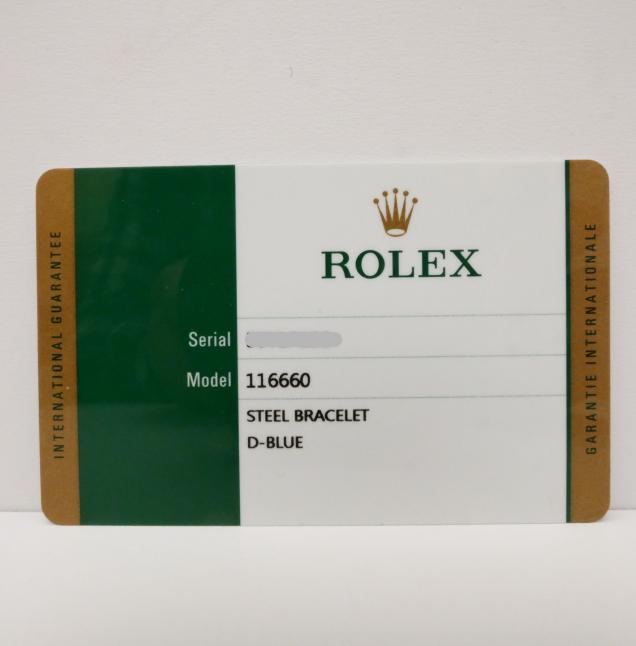 INTERNATIONAL GUARANTEE
ROLEX
Serial
Model 116660
STEEL BRACELET
D-BLUE
GARANTIE INTERNATIONALE